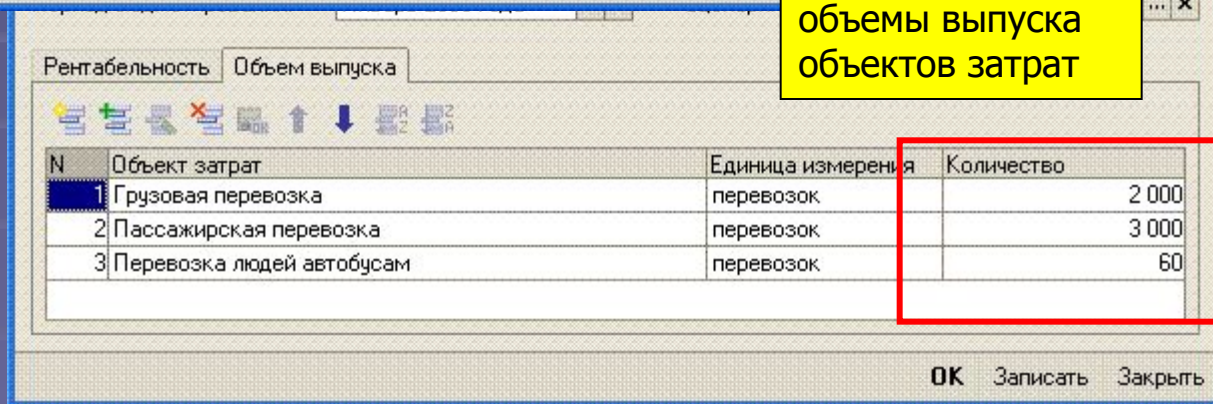 объемы выпуска
объектов затрат
Рентабельность Объем выпуска
N Объект затрат Единица измерения Количество
1 Грузовая перевозка перевозок 2 000
2 Пассажирская перевозка перевозок 3 000
3 Перевозка людей автобусам перевозок 60
OK Записать Закрыть